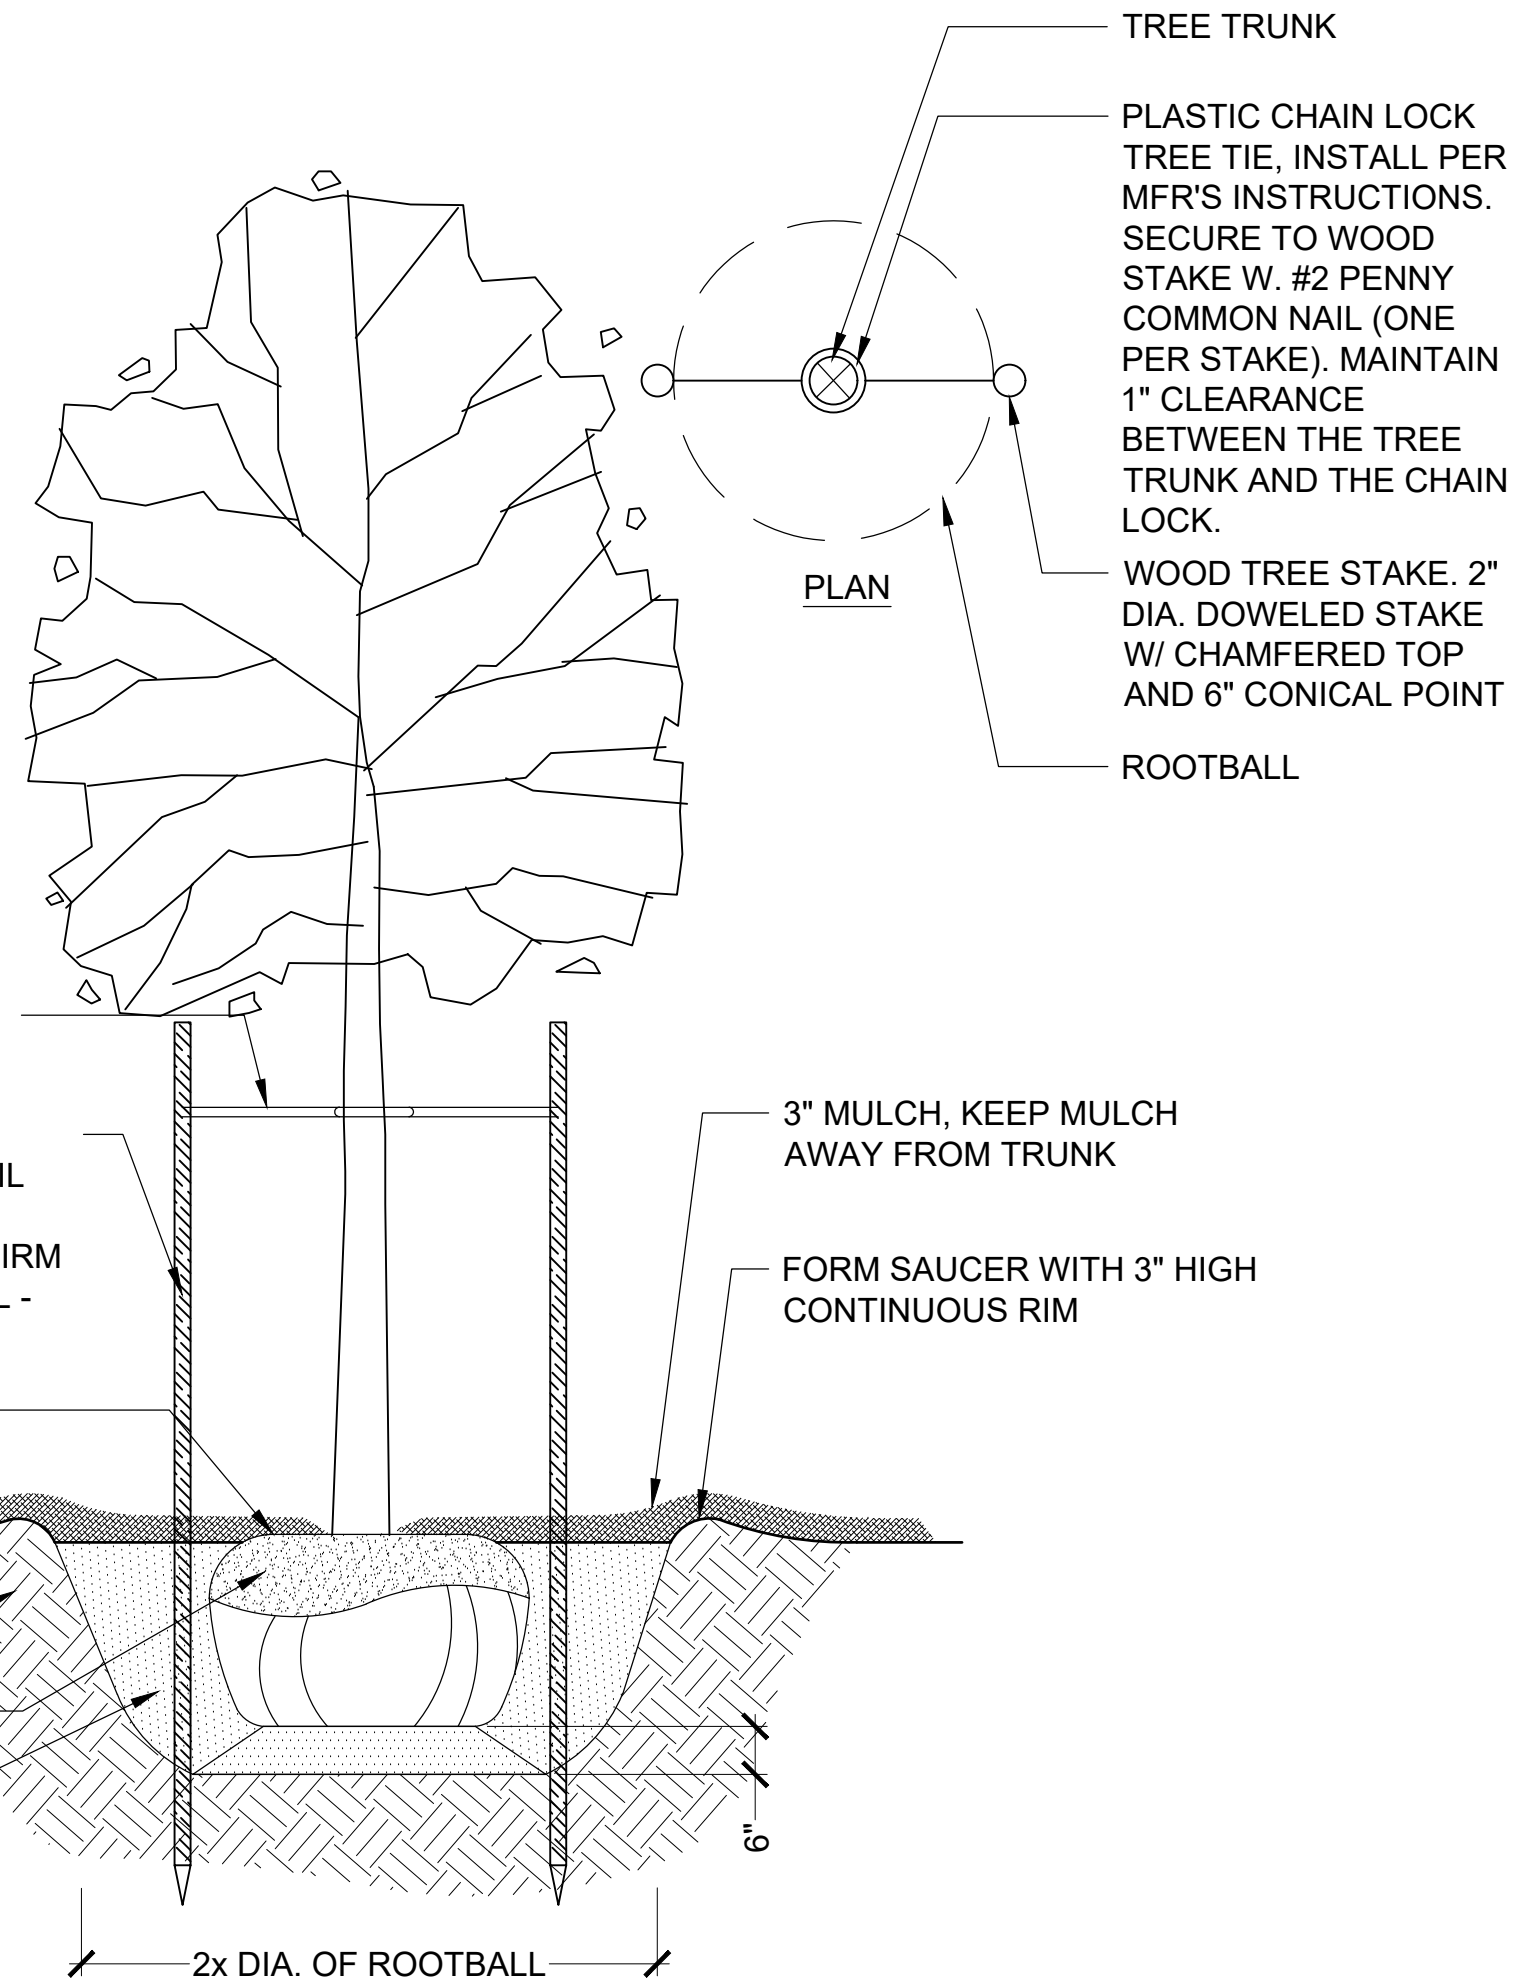 TREE TRUNK
PLASTIC CHAIN LOCK
TREE TIE, INSTALL PER
MFR'S INSTRUCTIONS.
SECURE TO WOOD
STAKE W. #2 PENNY
COMMON NAIL (ONE
PER STAKE). MAINTAIN
1" CLEARANCE
BETWEEN THE TREE
TRUNK AND THE CHAIN
LOCK.
WOOD TREE STAKE. 2"
DIA. DOWELED STAKE
W/ CHAMFERED TOP
AND 6" CONICAL POINT
ROOTBALL
PLAN
3" MULCH, KEEP MULCH
AWAY FROM TRUNK
FORM SAUCER WITH 3" HIGH
CONTINUOUS RIM
6"
2x DIA. OF ROOTBALL